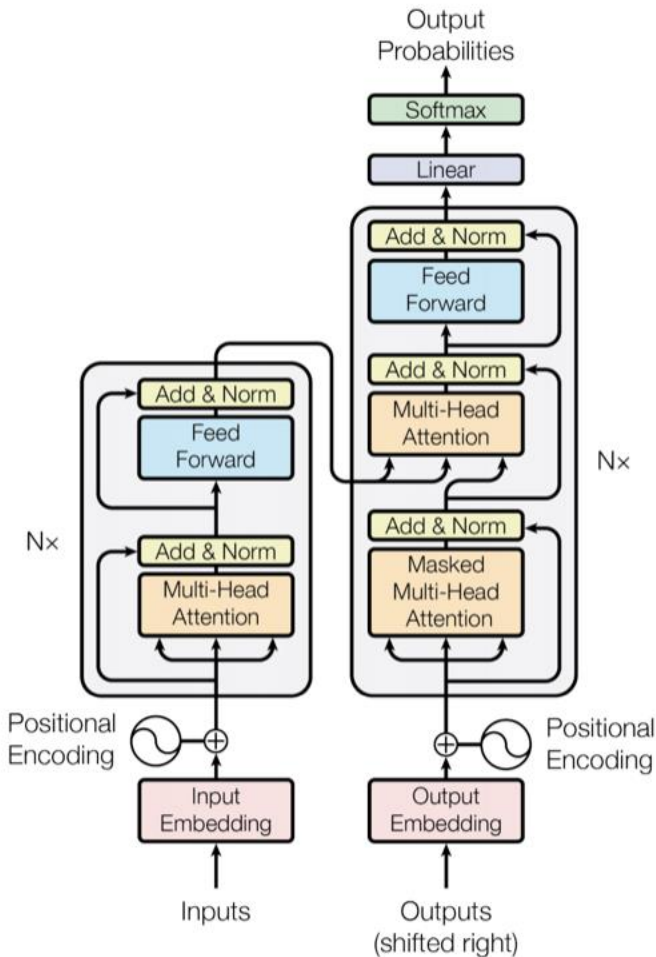 Output
Probabilities
Softmax
Linear
Add & Norm
Feed
Forward
Add & Norm
Multi-Head
Attention
Nx
Add & Norm
Masked
Multi-Head
Attention
Add & Norm
Feed
Forward
Nx
Add & Norm
Multi-Head
Attention
Positional
Encoding
Positional
Encoding
Input
Embedding
Output
Embedding
Inputs
Outputs
(shifted right)